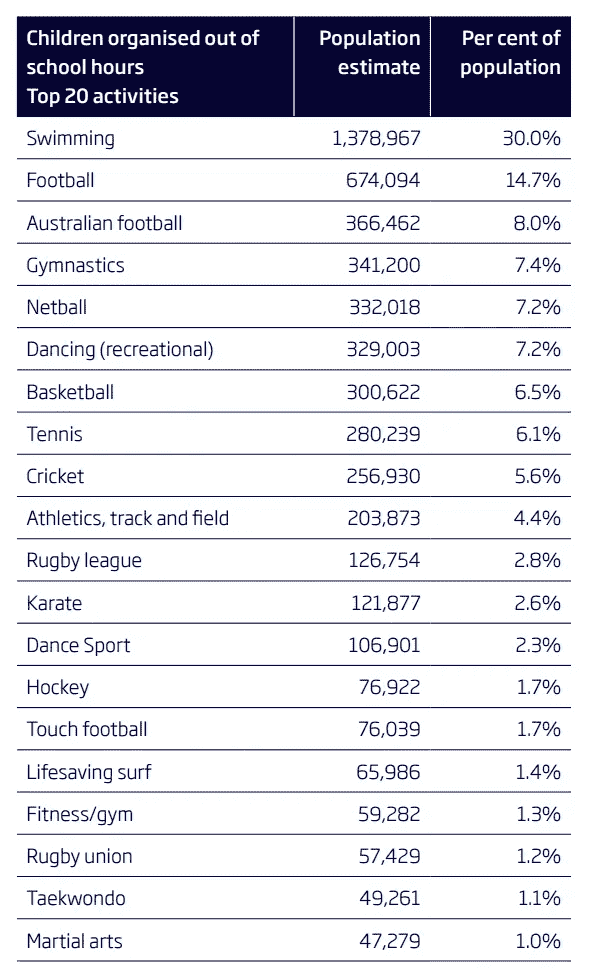 Children organised out of school hours Top 20 activities | Population estimate | Per cent of population
Swimming 1,378,967 30.0%
Football 674,094 14.7%
Australian football 366,462 8.0%
Gymnastics 341,200 7.4%
Netball 332,018 7.2%
Dancing (recreational) 329,003 7.2%
Basketball 300,622 6.5%
Tennis 280,239 6.1%
Cricket 256,930 5.6%
Athletics, track and field 203,873 4.4%
Rugby league 126,754 2.8%
Karate 121,877 2.6%
Dance Sport 106,901 2.3%
Hockey 76,922 1.7%
Touch football 76,039 1.7%
Lifesaving surf 65,986 1.4%
Fitness/gym 59,282 1.3%
Rugby union 57,429 1.2%
Taekwondo 49,261 1.1%
Martial arts 47,279 1.0%